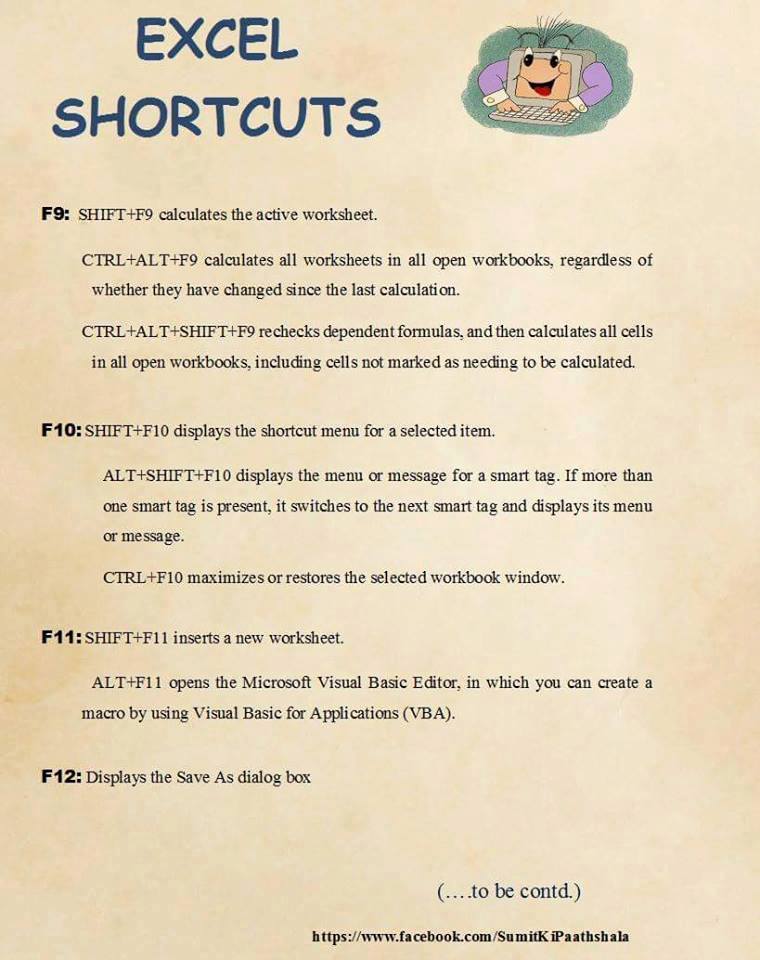 EXCEL
SHORTCUTS
F9: SHIFT+F9 calculates the active worksheet.
CTRL+ALT+F9 calculates all worksheets in all open workbooks, regardless of
whether they have changed since the last calculation.
CTRL+ALT+SHIFT+F9 rechecks dependent formulas, and then calculates all cells
in all open workbooks, including cells not marked as needing to be calculated.
F10: SHIFT+F10 displays the shortcut menu for a selected item.
ALT+SHIFT+F10 displays the menu or message for a smart tag. If more than
one smart tag is present, it switches to the next smart tag and displays its menu
or message.
CTRL+F10 maximizes or restores the selected workbook window.
F11: SHIFT+F11 inserts a new worksheet.
ALT+F11 opens the Microsoft Visual Basic Editor, in which you can create a
macro by using Visual Basic for Applications (VBA).
F12: Displays the Save As dialog box
(....to be contd.)
https://www.facebook.com/SumitKiPaathshala